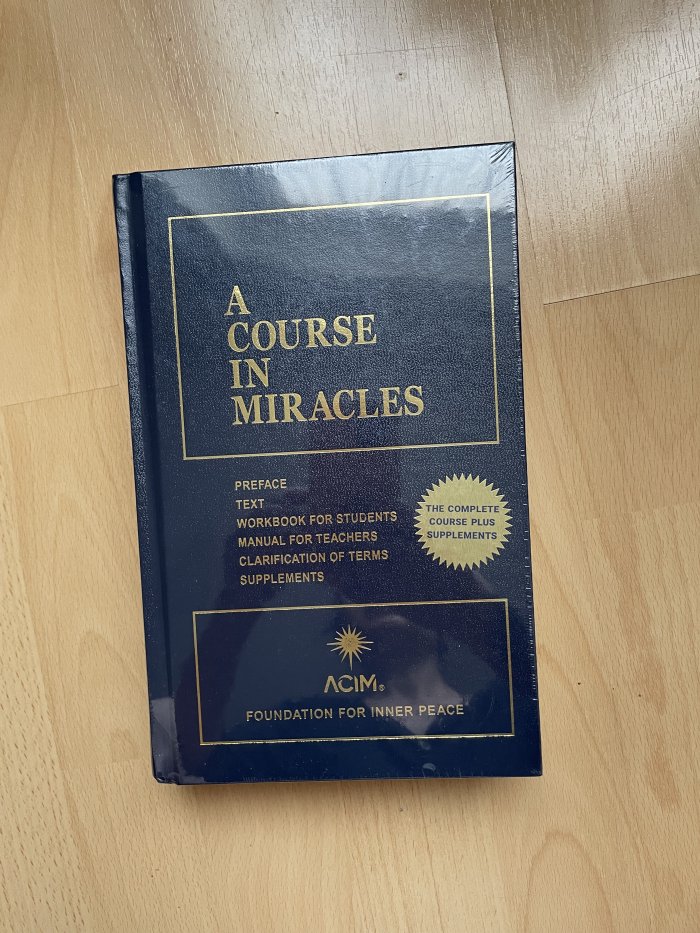 A
COURSE
IN
MIRACLES
PREFACE
TEXT
WORKBOOK FOR STUDENTS
MANUAL FOR TEACHERS
CLARIFICATION OF TERMS
SUPPLEMENTS
THE COMPLETE
COURSE PLUS
SUPPLEMENTS
ACIM®
FOUNDATION FOR INNER PEACE